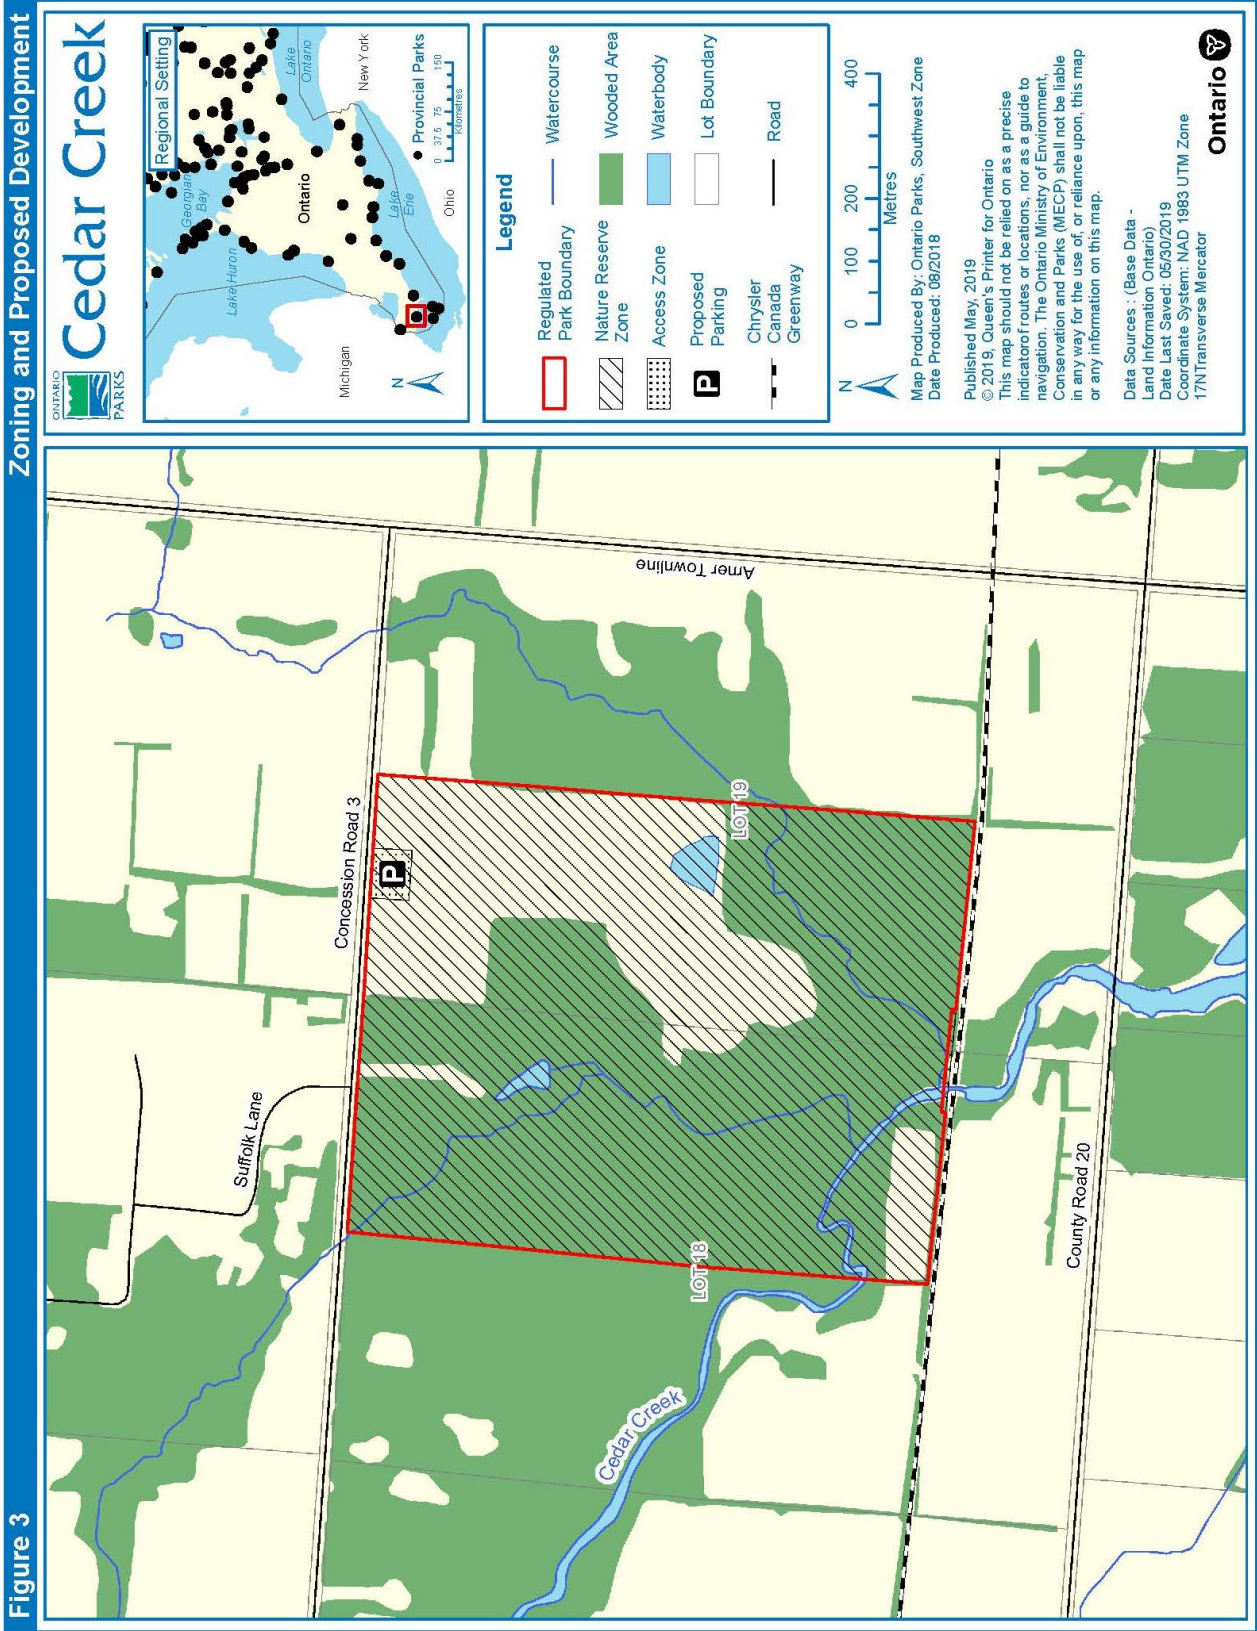 Figure 3
Zoning and Proposed Development
Concession Road 3
Suffolk Lane
Arner Townline
LOT 18
LOT 19
Cedar Creek
County Road 20
P
ONTARIO
PARKS
Cedar Creek
Regional Setting
Georgian
Bay
Lake Huron
Ontario
Lake
Ontario
Michigan
New York
Lake
Erie
Ohio
N
Provincial Parks
0 37.5 75 150
Kilometres
Legend
Regulated
Park Boundary
Nature Reserve
Zone
Access Zone
P
Proposed
Parking
Chrysler
Canada
Greenway
Watercourse
Wooded Area
Waterbody
Lot Boundary
Road
N
0 100 200 400
Metres
Map Produced By: Ontario Parks, Southwest Zone
Date Produced: 08/2018
Published May, 2019
© 2019, Queen's Printer for Ontario
This map should not be relied on as a precise
indicatorof routes or locations, nor as a guide to
navigation. The Ontario Ministry of Environment,
Conservation and Parks (MECP) shall not be liable
in any way for the use of, or reliance upon, this map
or any information on this map.
Data Sources : (Base Data -
Land Information Ontario)
Date Last Saved: 05/30/2019
Coordinate System: NAD 1983 UTM Zone
17NTransverse Mercator
Ontario